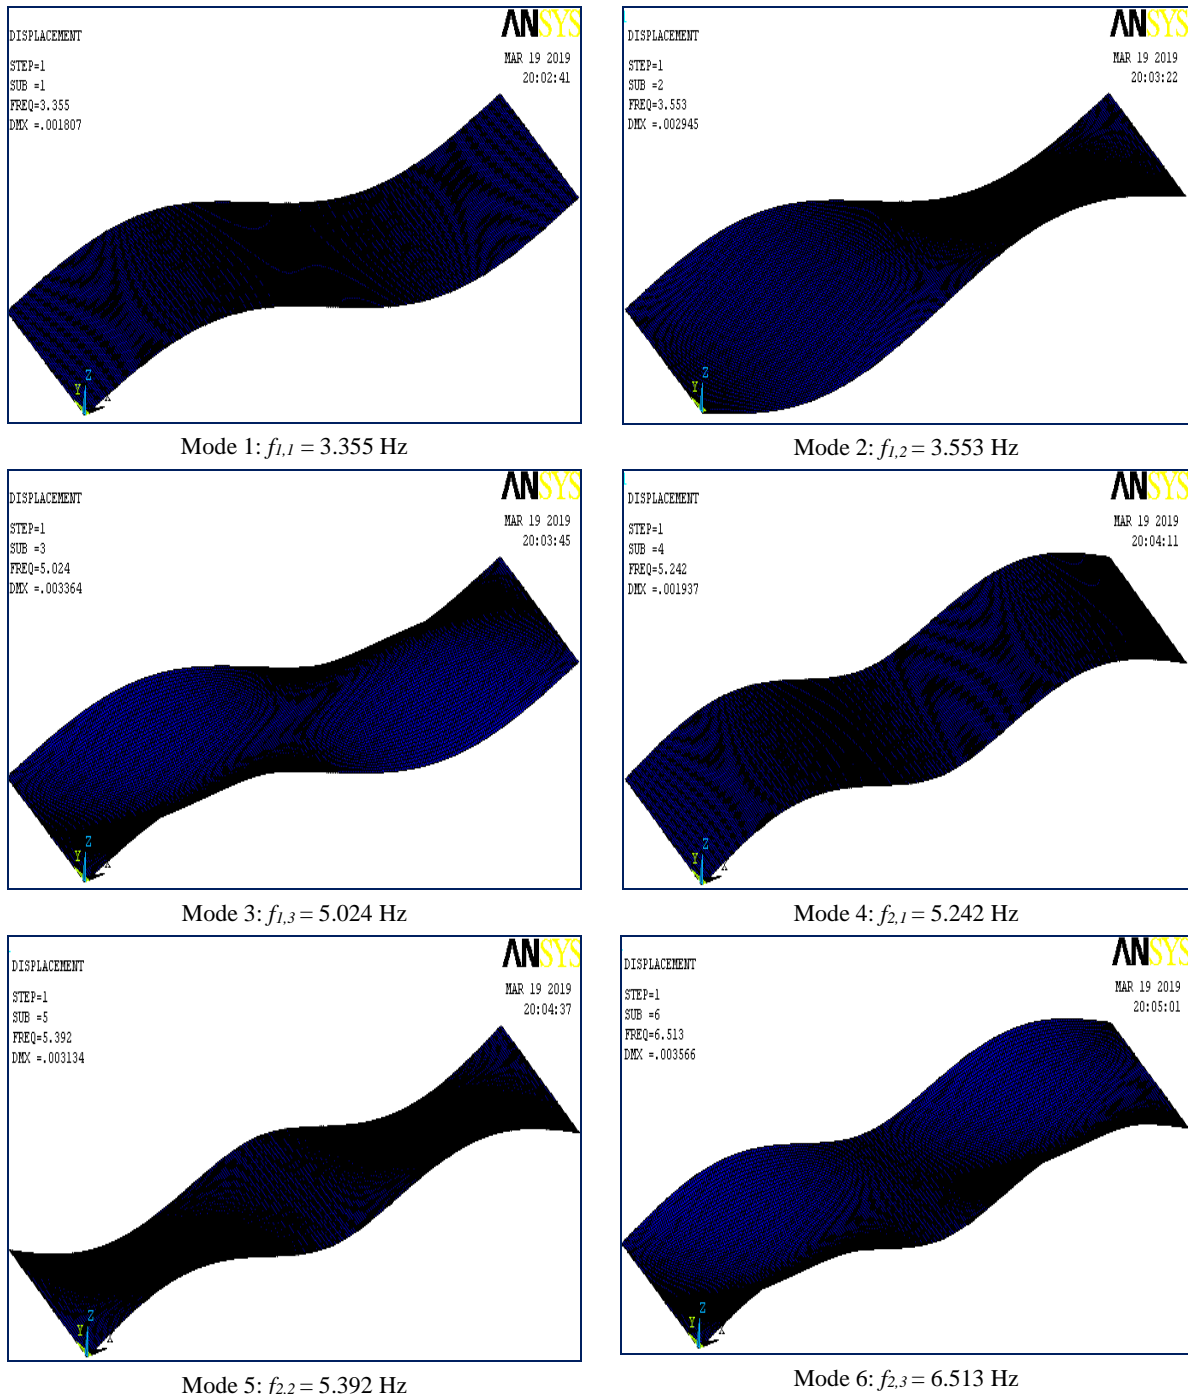 ANSYS
DISPLACEMENT
MAR 19 2019
20:02:41
STEP=1
SUB =1
FREQ=3.355
DMX =.001807
Z
Y
X
Mode 1: f1,1 = 3.355 Hz
ANSYS
DISPLACEMENT
MAR 19 2019
20:03:22
STEP=1
SUB =2
FREQ=3.553
DMX =.002945
Z
Y
Mode 2: f1,2 = 3.553 Hz
ANSYS
DISPLACEMENT
MAR 19 2019
20:03:45
STEP=1
SUB =3
FREQ=5.024
DMX =.003364
Z
Y
X
Mode 3: f1,3 = 5.024 Hz
ANSYS
DISPLACEMENT
MAR 19 2019
20:04:11
STEP=1
SUB =4
FREQ=5.242
DMX =.001937
Z
Y
X
Mode 4: f2,1 = 5.242 Hz
ANSYS
DISPLACEMENT
MAR 19 2019
20:04:37
STEP=1
SUB =5
FREQ=5.392
DMX =.003134
Z
Y
X
Mode 5: f2,2 = 5.392 Hz
ANSYS
DISPLACEMENT
MAR 19 2019
20:05:01
STEP=1
SUB =6
FREQ=6.513
DMX =.003566
Z
Y
X
Mode 6: f2,3 = 6.513 Hz